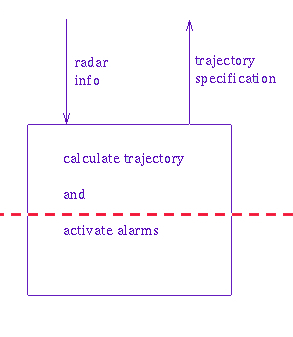 radar
info
trajectory
specification
calculate trajectory
and
activate alarms